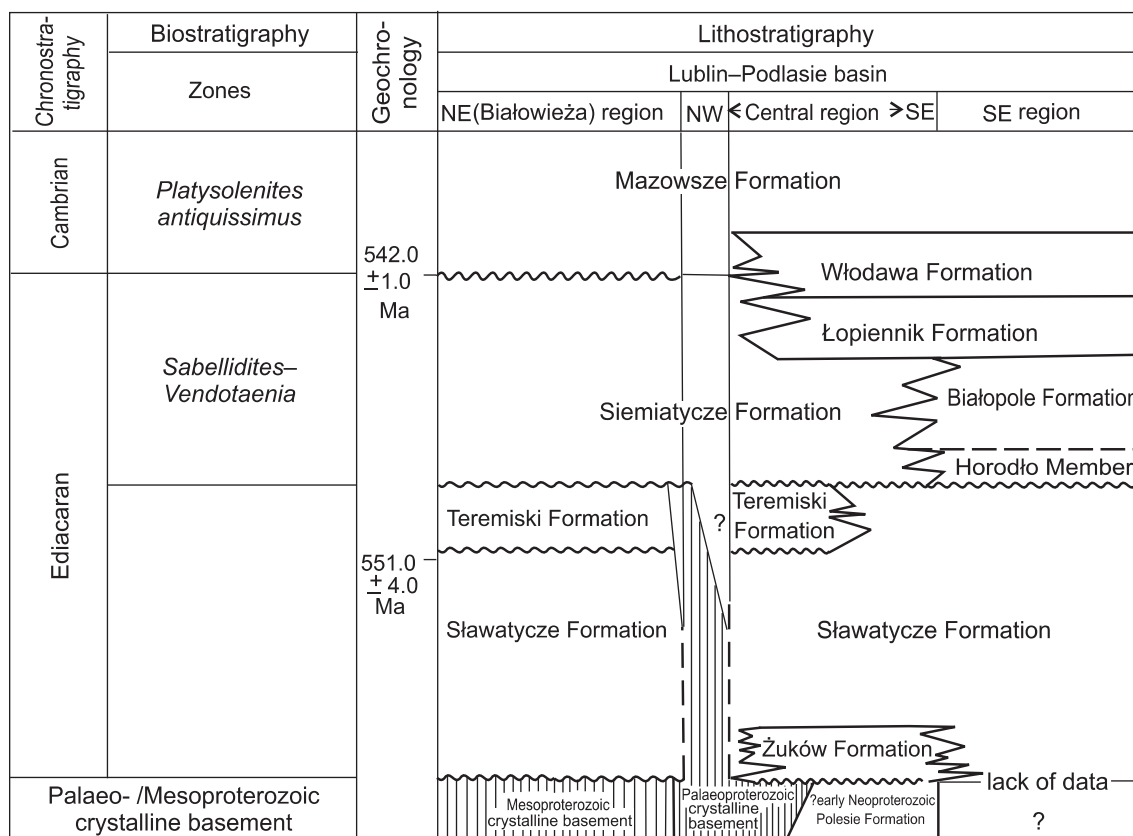 Chronostra-
tigraphy
Biostratigraphy
Zones
Geochro-
nology
Lithostratigraphy
Lublin–Podlasie basin
NE(Białowieża) region
NW
Central region
SE
SE region
Cambrian
Platysolenites
antiquissimus
Mazowsze Formation
542.0
±1.0
Ma
Włodawa Formation
Łopiennik Formation
Ediacaran
Sabellidites–
Vendotaenia
Siemiatycze Formation
Białopole Formation
Horodło Member
Teremiski Formation
?
Teremiski
Formation
551.0
± 4.0
Ma
Sławatycze Formation
Sławatycze Formation
Żuków Formation
lack of data
?
Palaeo- /Mesoproterozoic
crystalline basement
Mesoproterozoic
crystalline basement
Palaeoproterozoic
crystalline
basement
?early Neoproterozoic
Polesie Formation